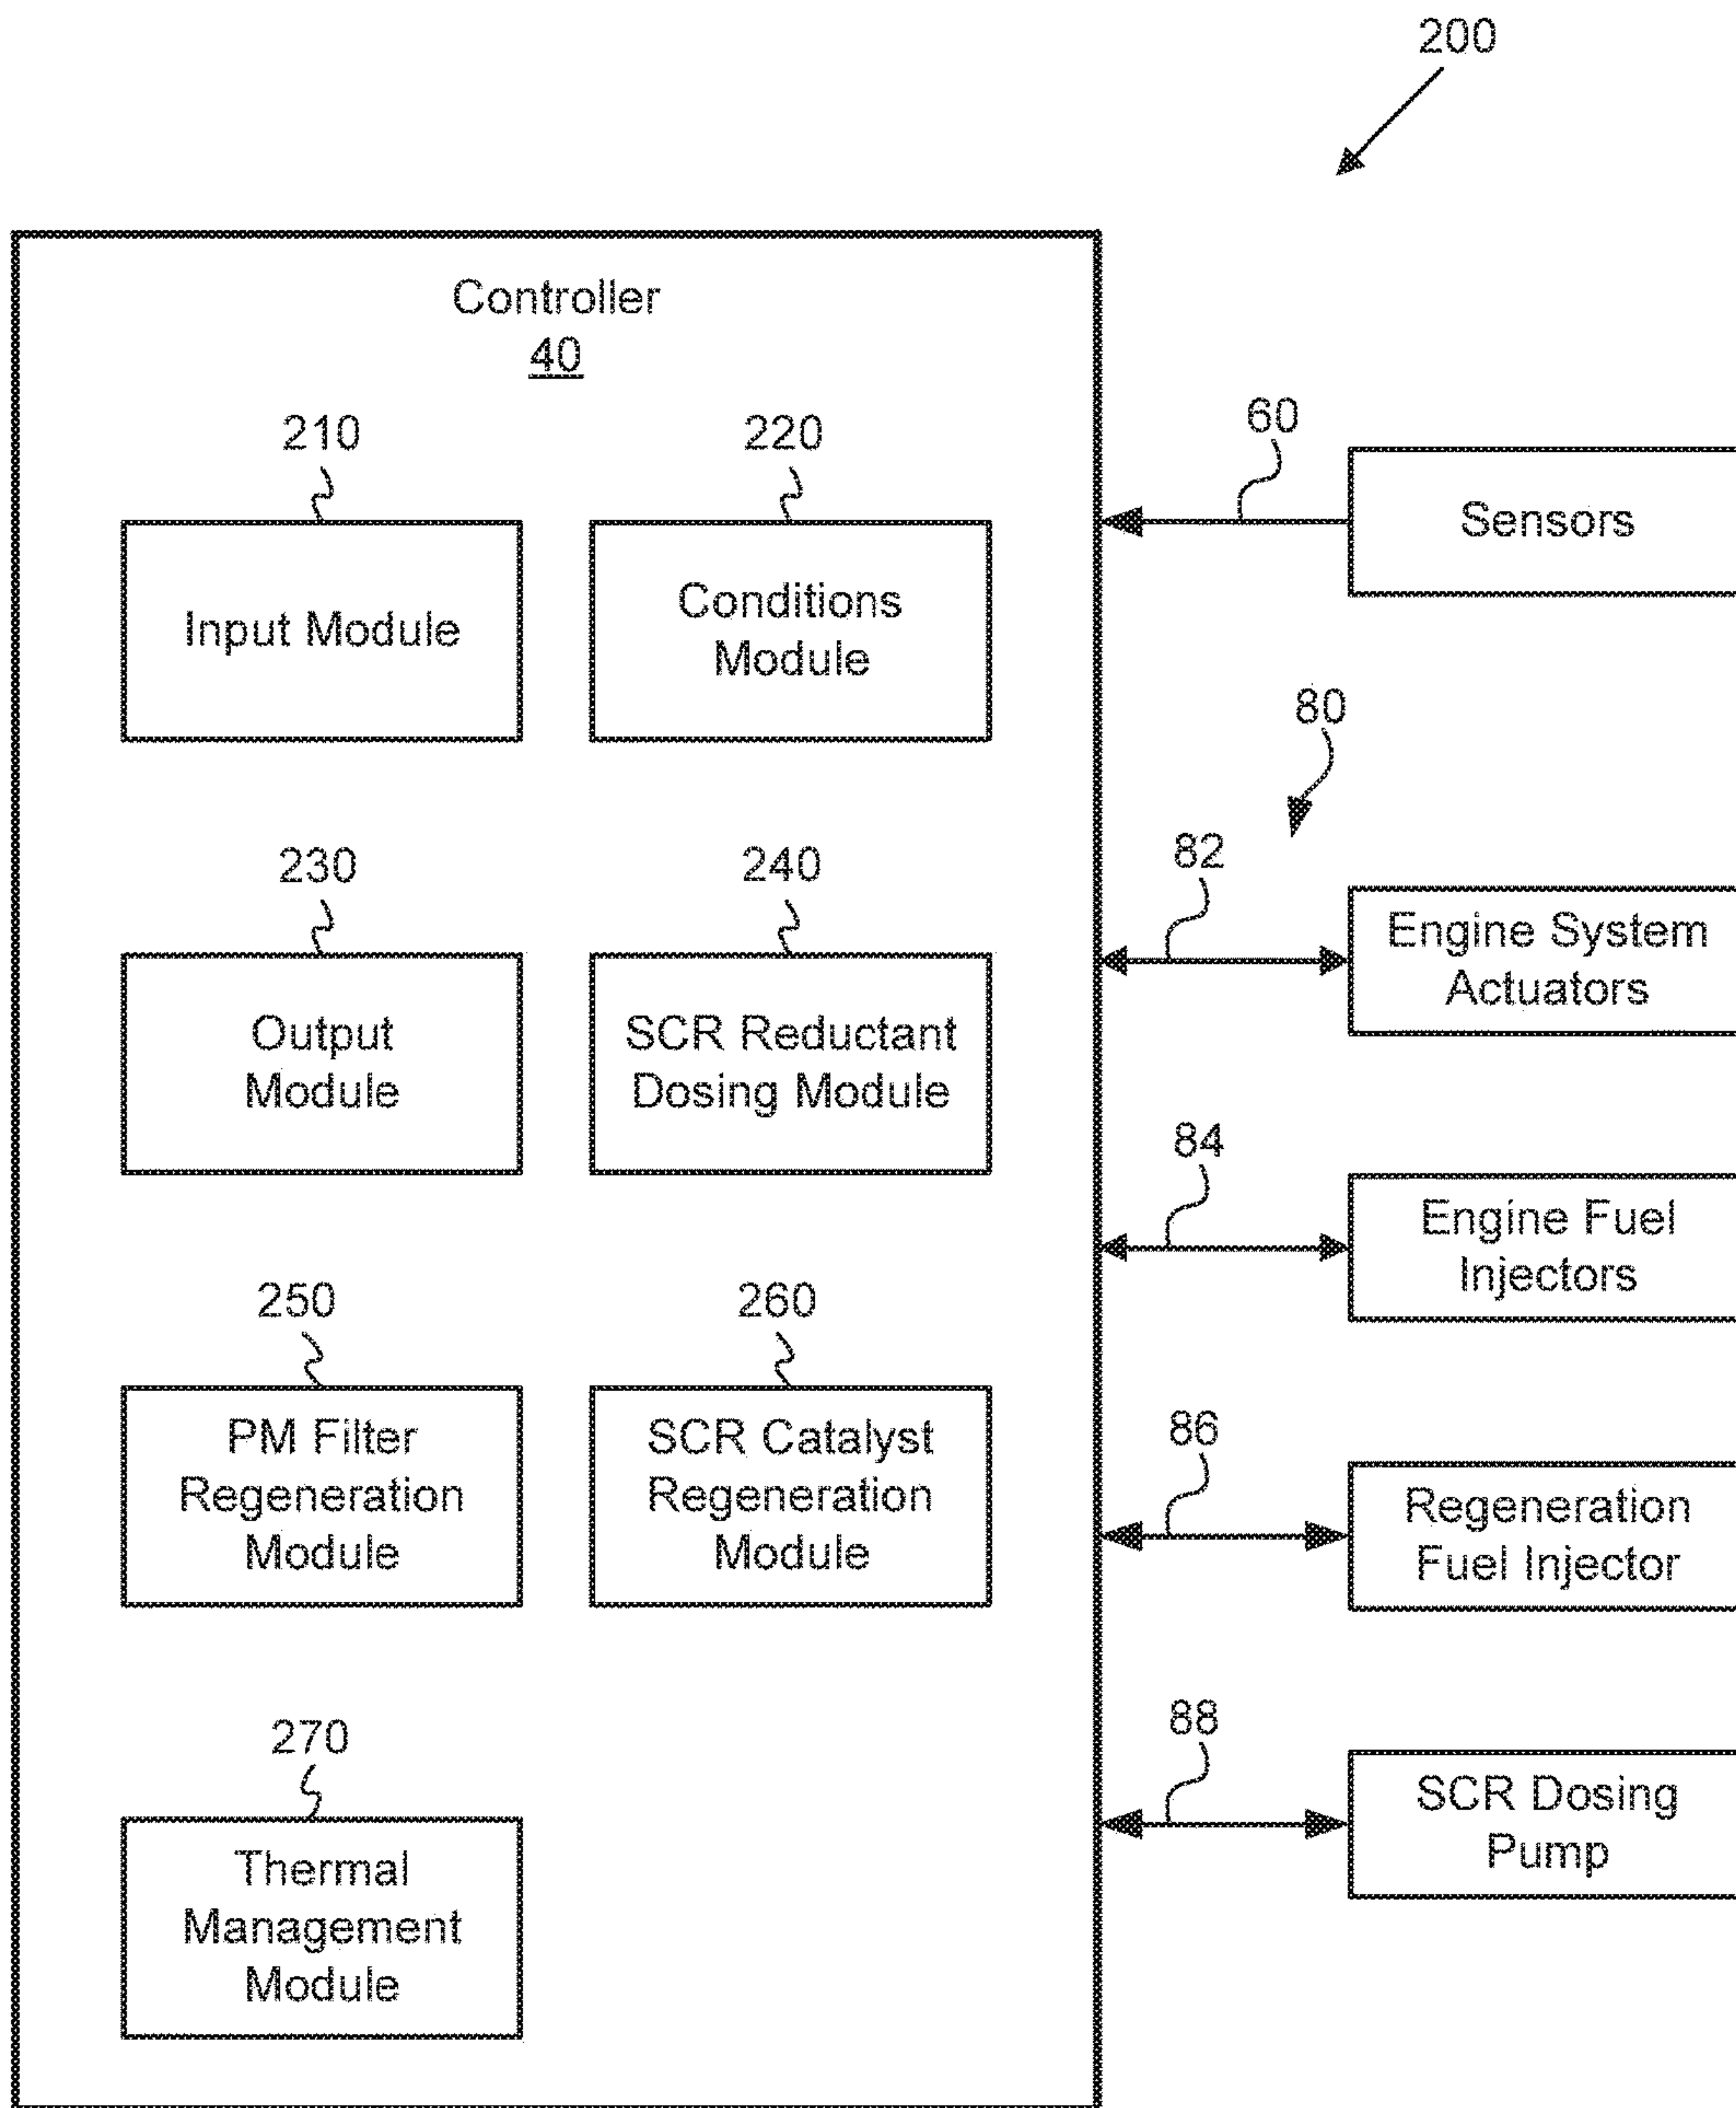 200
Controller
40
210
220
60
Input Module
Conditions
Module
Sensors
80
230
240
82
Output
Module
SCR Reductant
Dosing Module
Engine System
Actuators
84
Engine Fuel
Injectors
250
260
PM Filter
Regeneration
Module
SCR Catalyst
Regeneration
Module
86
Regeneration
Fuel Injector
270
88
Thermal
Management
Module
SCR Dosing
Pump